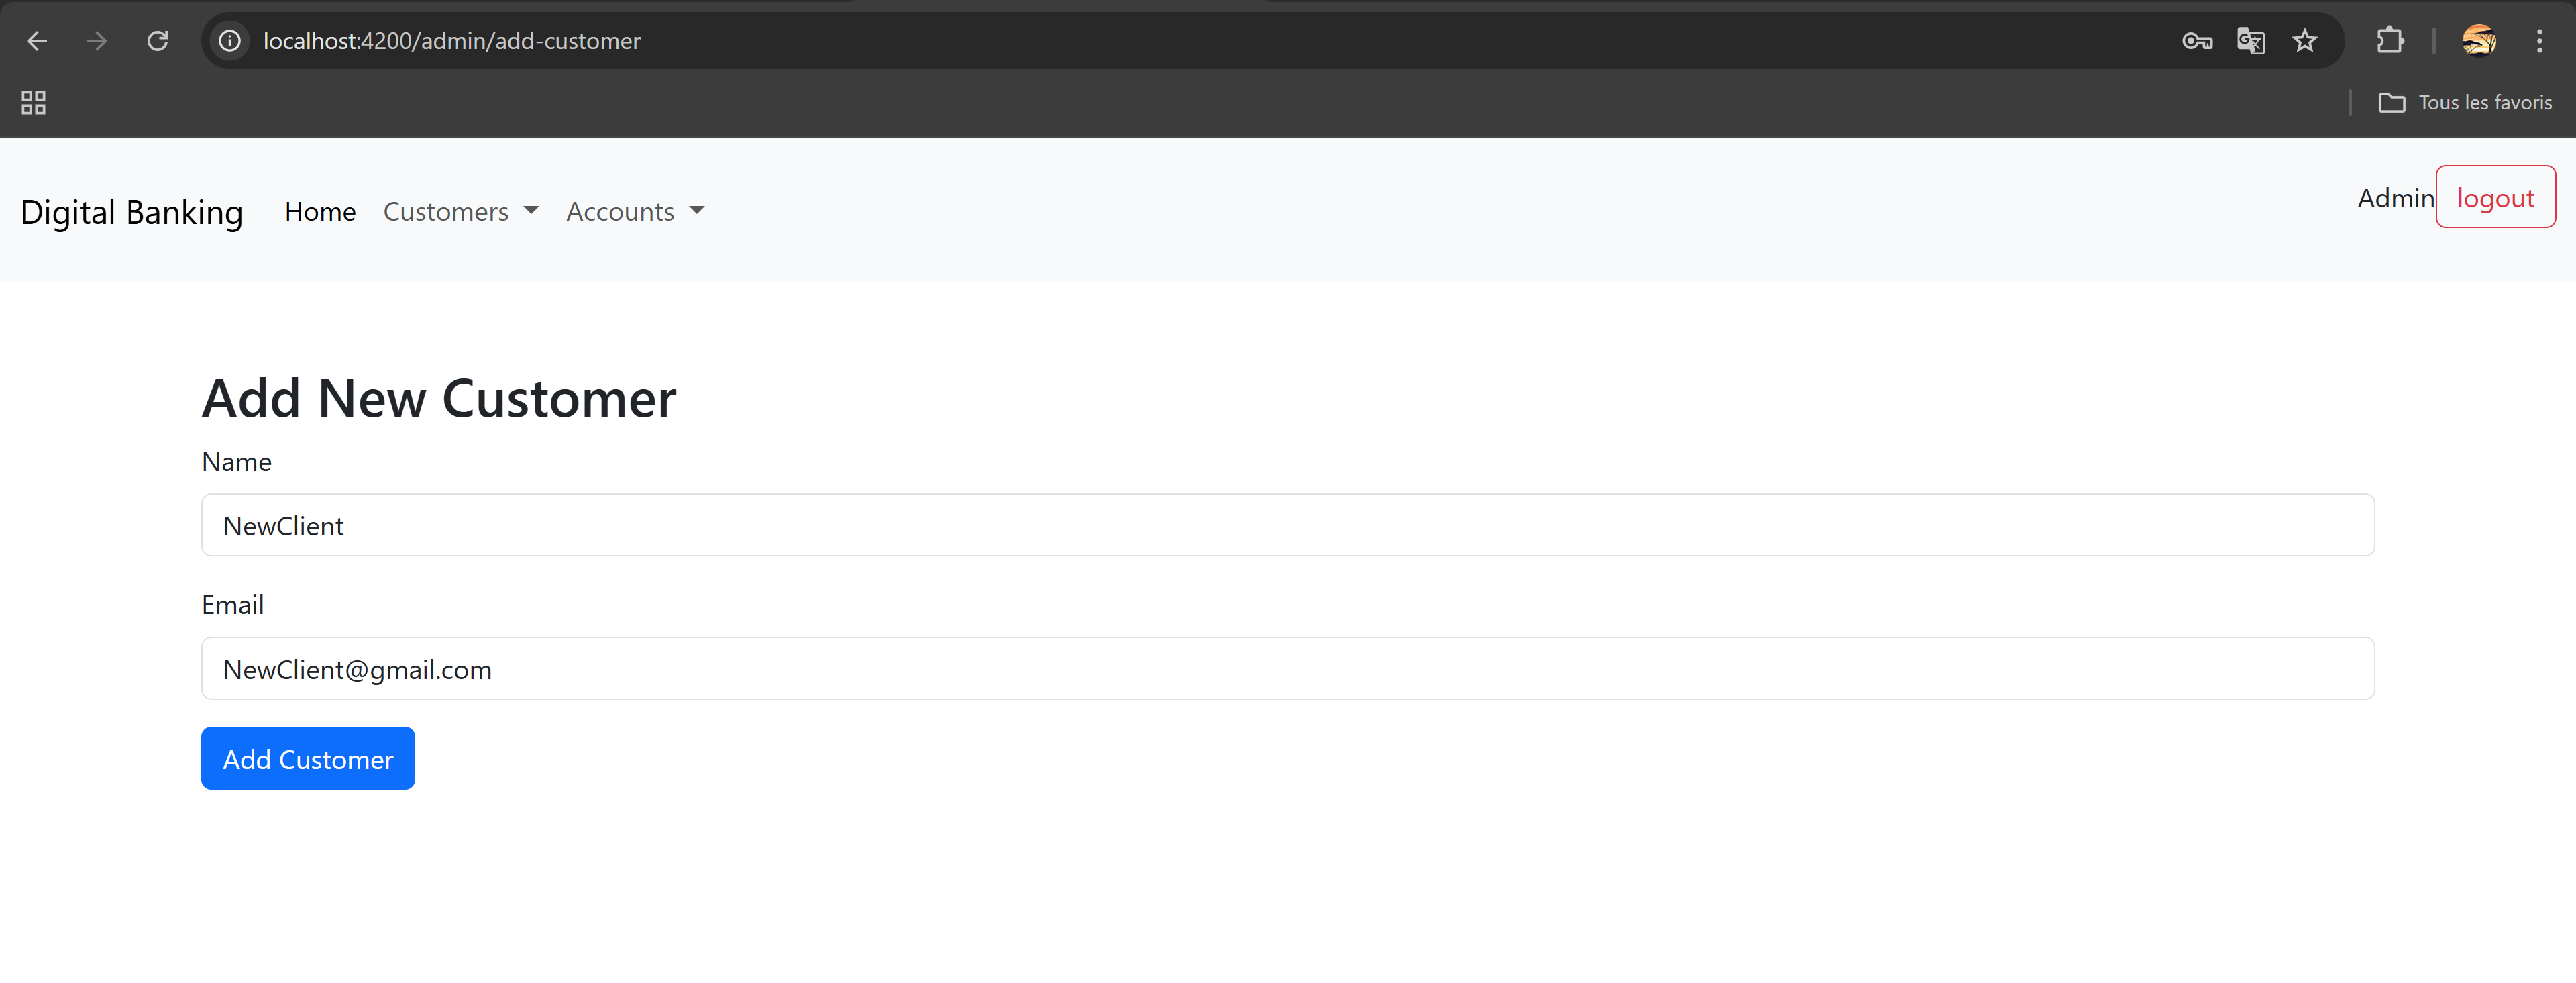 localhost:4200/admin/add-customer
Tous les favoris
Digital Banking Home Customers Accounts Admin logout
Add New Customer
Name
NewClient
Email
NewClient@gmail.com
Add Customer